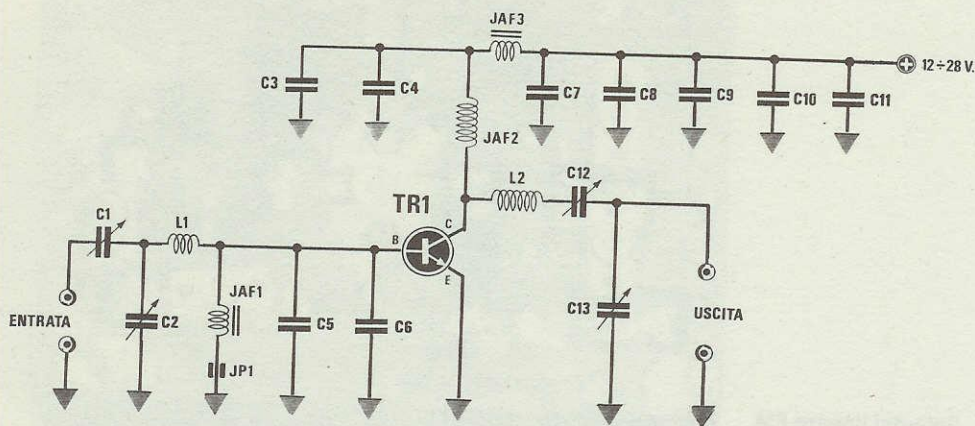 JAF3
12÷28 V.
C3
C4
C7
C8
C9
C10
C11
JAF2
L2
C12
TR1
C1
L1
B
C
E
ENTRATA
C2
JAF1
C5
C6
C13
USCITA
JP1